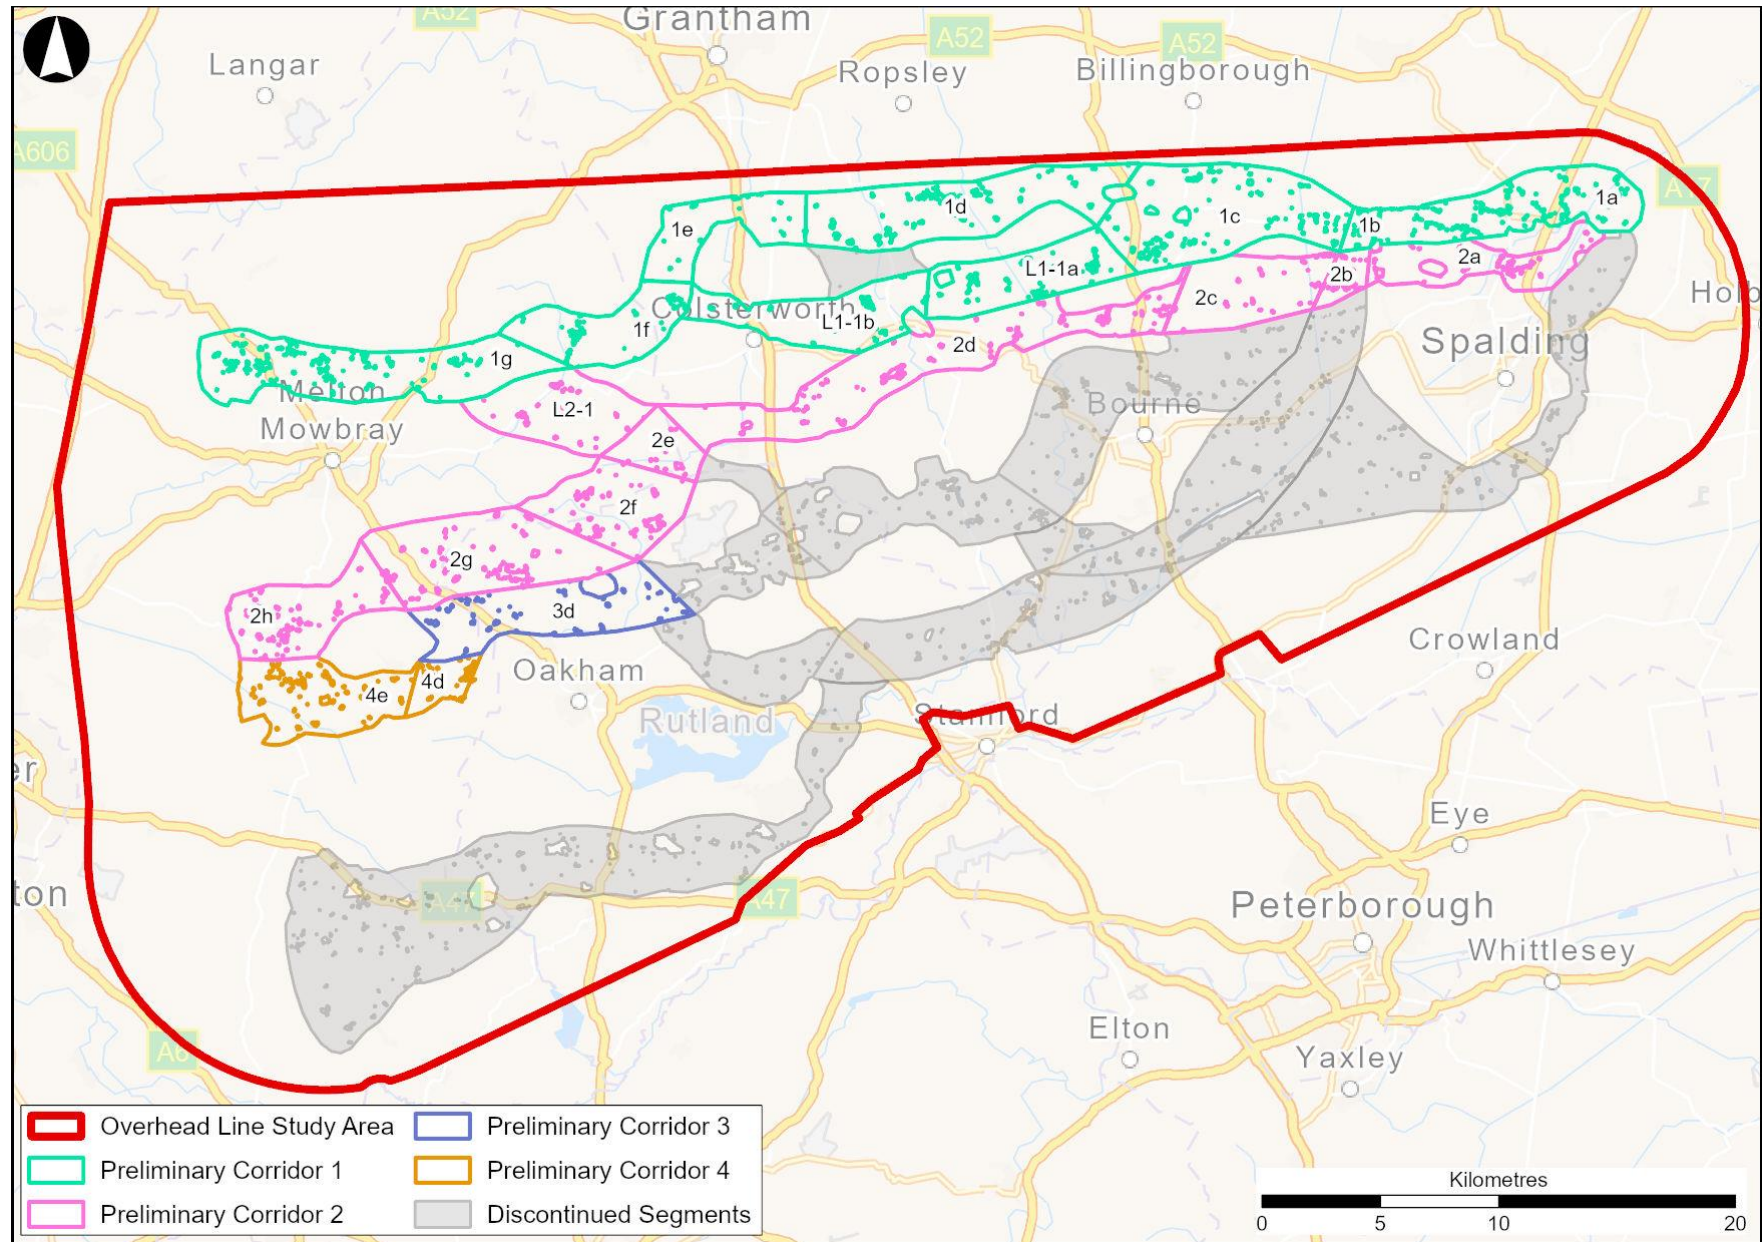 A52
Grantham
A52
A52
Langar
Ropsley
Billingborough
A606
A17
1a
1d
1c
1b
1e
2a
L1-1a
2b
2c
Colsterworth
L1-1b
1f
2d
Spalding
1g
Melton
Mowbray
L2-1
Bourne
2e
2f
2g
3d
2h
Crowland
Oakham
4d
4e
Rutland
Stamford
Eye
A47
A47
ton
Peterborough
Whittlesey
Elton
A6
Yaxley
Overhead Line Study Area
Preliminary Corridor 1
Preliminary Corridor 2
Preliminary Corridor 3
Preliminary Corridor 4
Discontinued Segments
Kilometres
0 5 10 20